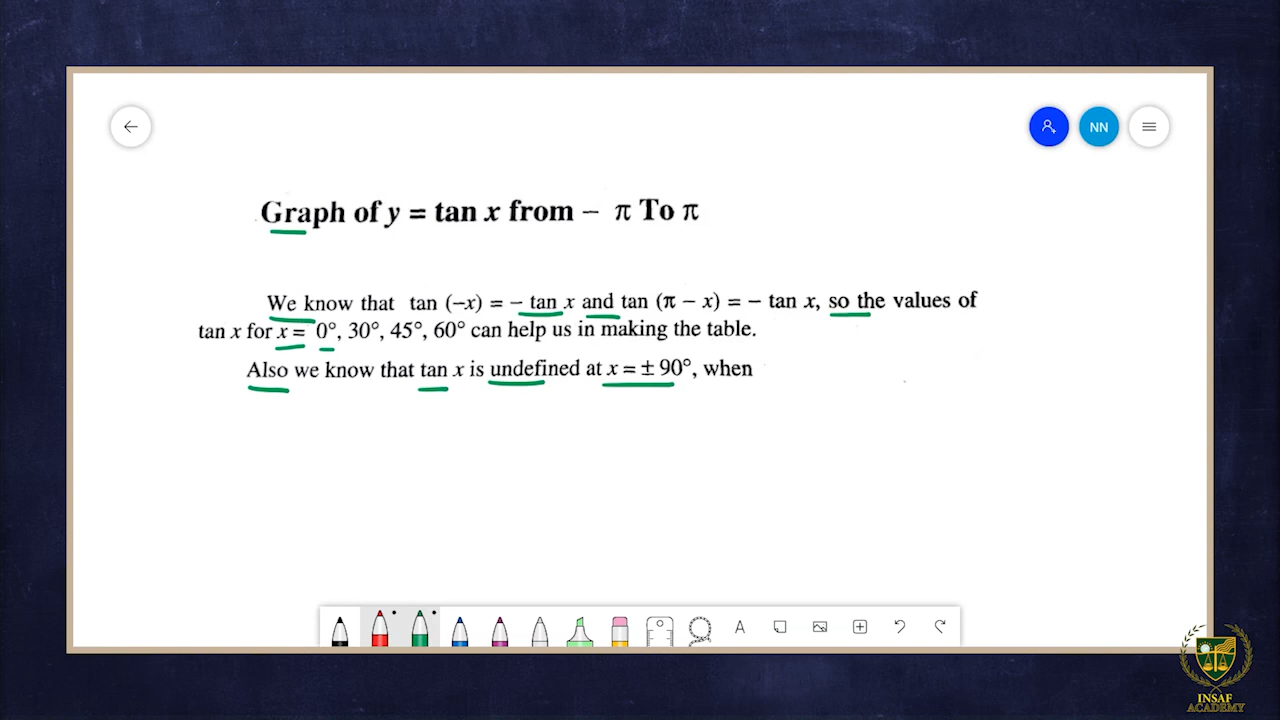 NN
Graph of y = tan x from – π To π
We know that tan (–x) = – tan x and tan (π – x) = – tan x, so the values of
tan x for x = 0°, 30°, 45°, 60° can help us in making the table.
Also we know that tan x is undefined at x = ± 90°, when
A
INSAF
ACADEMY